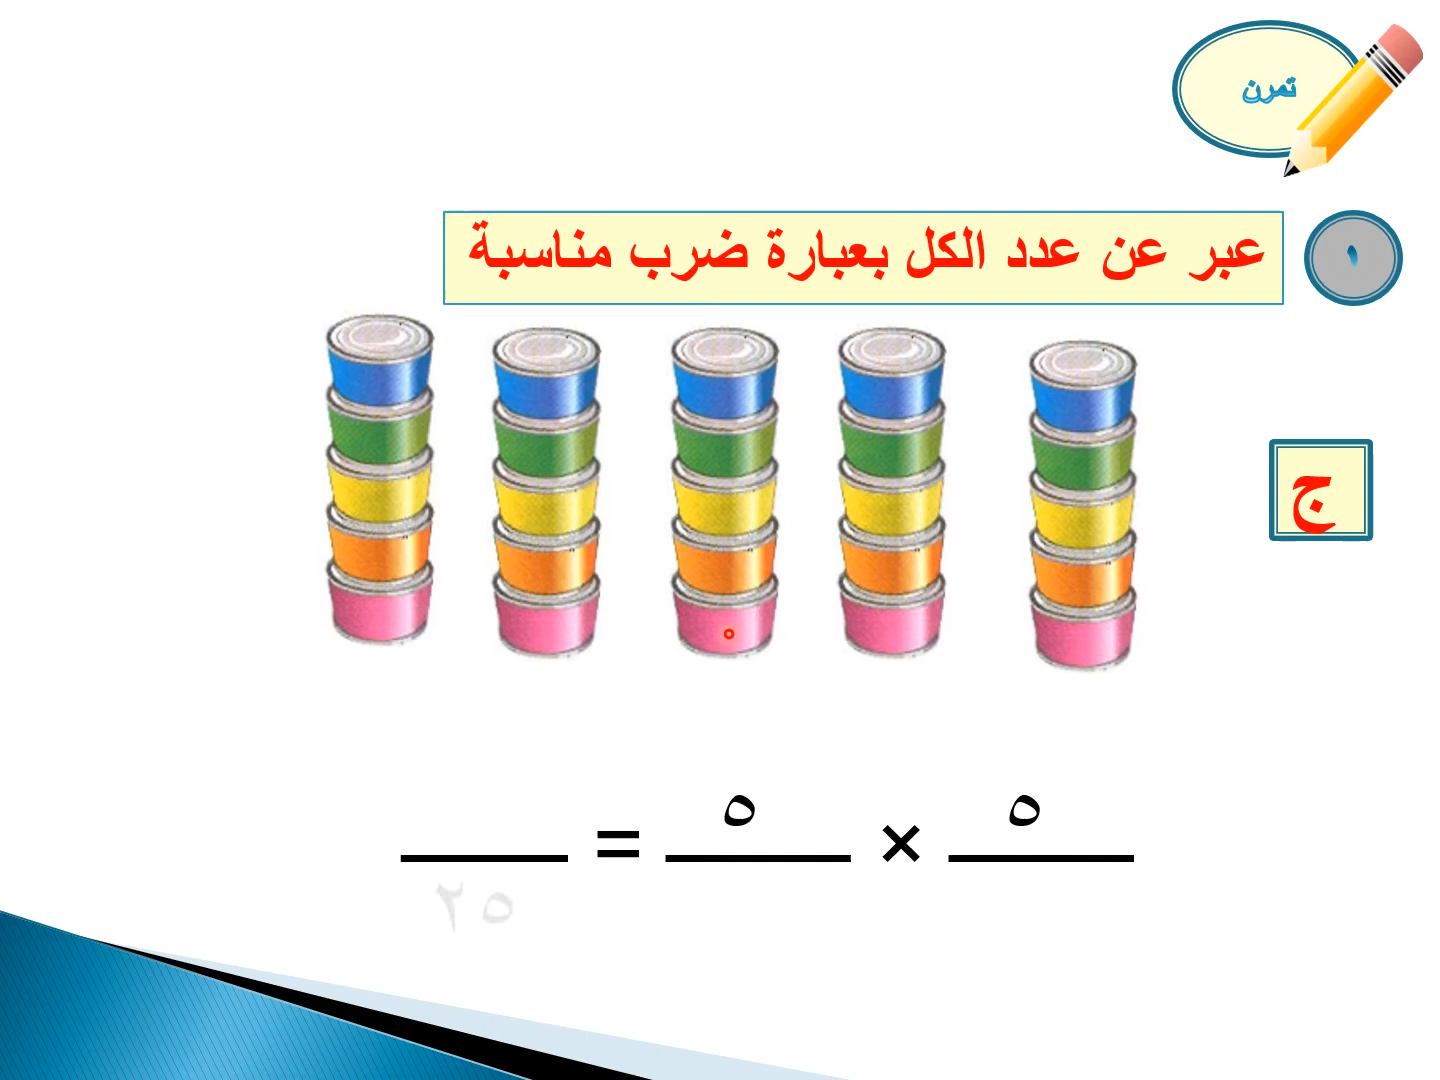 تمرن
١
عبر عن عدد الكل بعبارة ضرب مناسبة
ج
٥ × ٥ =
٢٥